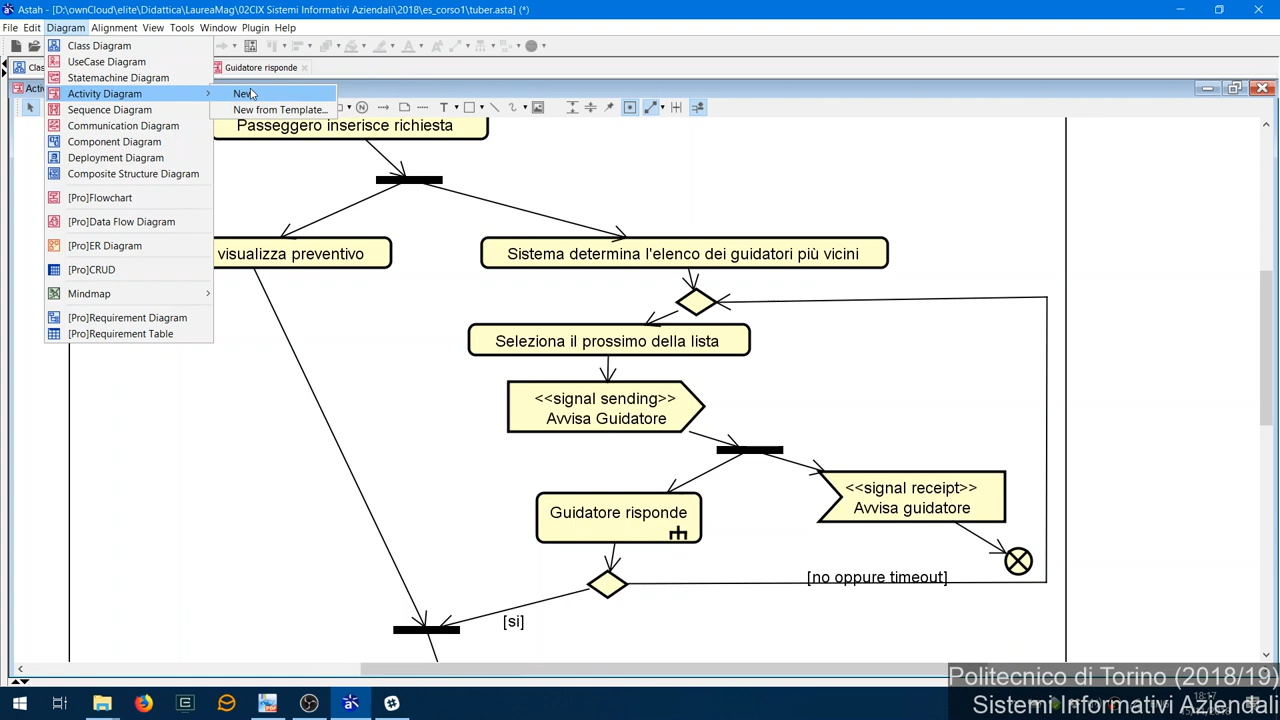 Astah - [D:\ownCloud\elite\Didattica\LaureaMag\02CIX Sistemi Informativi Aziendali\2018\es_corso1\tuber.asta] (*)
File Edit Diagram Alignment View Tools Window Plugin Help
Class Diagram
UseCase Diagram
Statemachine Diagram
Activity Diagram
Sequence Diagram
Communication Diagram
Component Diagram
Deployment Diagram
Composite Structure Diagram
[Pro]Flowchart
[Pro]Data Flow Diagram
[Pro]ER Diagram
[Pro]CRUD
Mindmap
[Pro]Requirement Diagram
[Pro]Requirement Table
New
New from Template...
Guidatore risponde
Passeggero inserisce richiesta
visualizza preventivo
Sistema determina l'elenco dei guidatori più vicini
Seleziona il prossimo della lista
<<signal sending>>
Avvisa Guidatore
<<signal receipt>>
Avvisa guidatore
Guidatore risponde
[no oppure timeout]
[si]
Politecnico di Torino (2018/19)
Sistemi Informativi Aziendali
18:17